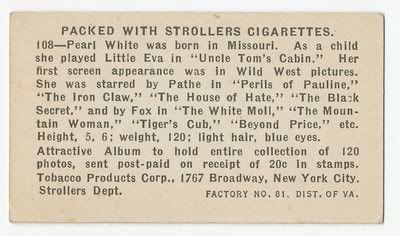 PACKED WITH STROLLERS CIGARETTES.
108—Pearl White was born in Missouri. As a child
she played Little Eva in "Uncle Tom's Cabin." Her
first screen appearance was in Wild West pictures.
She was starred by Pathe in "Perils of Pauline,"
"The Iron Claw," "The House of Hate," "The Black
Secret," and by Fox in "The White Moll," "The Moun-
tain Woman," "Tiger's Cub," "Beyond Price," etc.
Height, 5, 6; weight, 120; light hair, blue eyes.
Attractive Album to hold entire collection of 120
photos, sent post-paid on receipt of 20c in stamps.
Tobacco Products Corp., 1767 Broadway, New York City.
Strollers Dept. FACTORY NO. 81, DIST. OF VA.